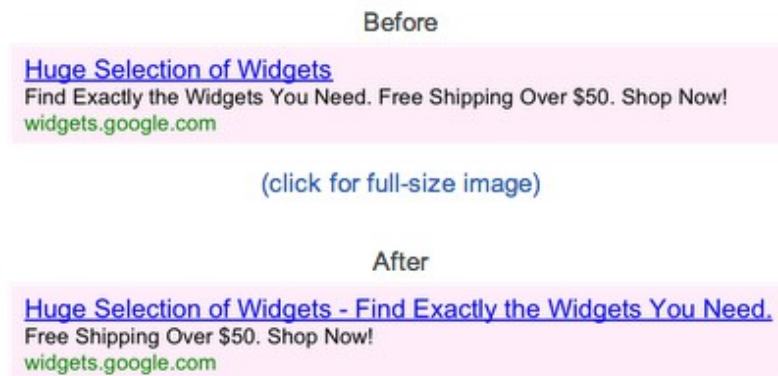 Before
Huge Selection of Widgets
Find Exactly the Widgets You Need. Free Shipping Over $50. Shop Now!
widgets.google.com
(click for full-size image)
After
Huge Selection of Widgets - Find Exactly the Widgets You Need.
Free Shipping Over $50. Shop Now!
widgets.google.com